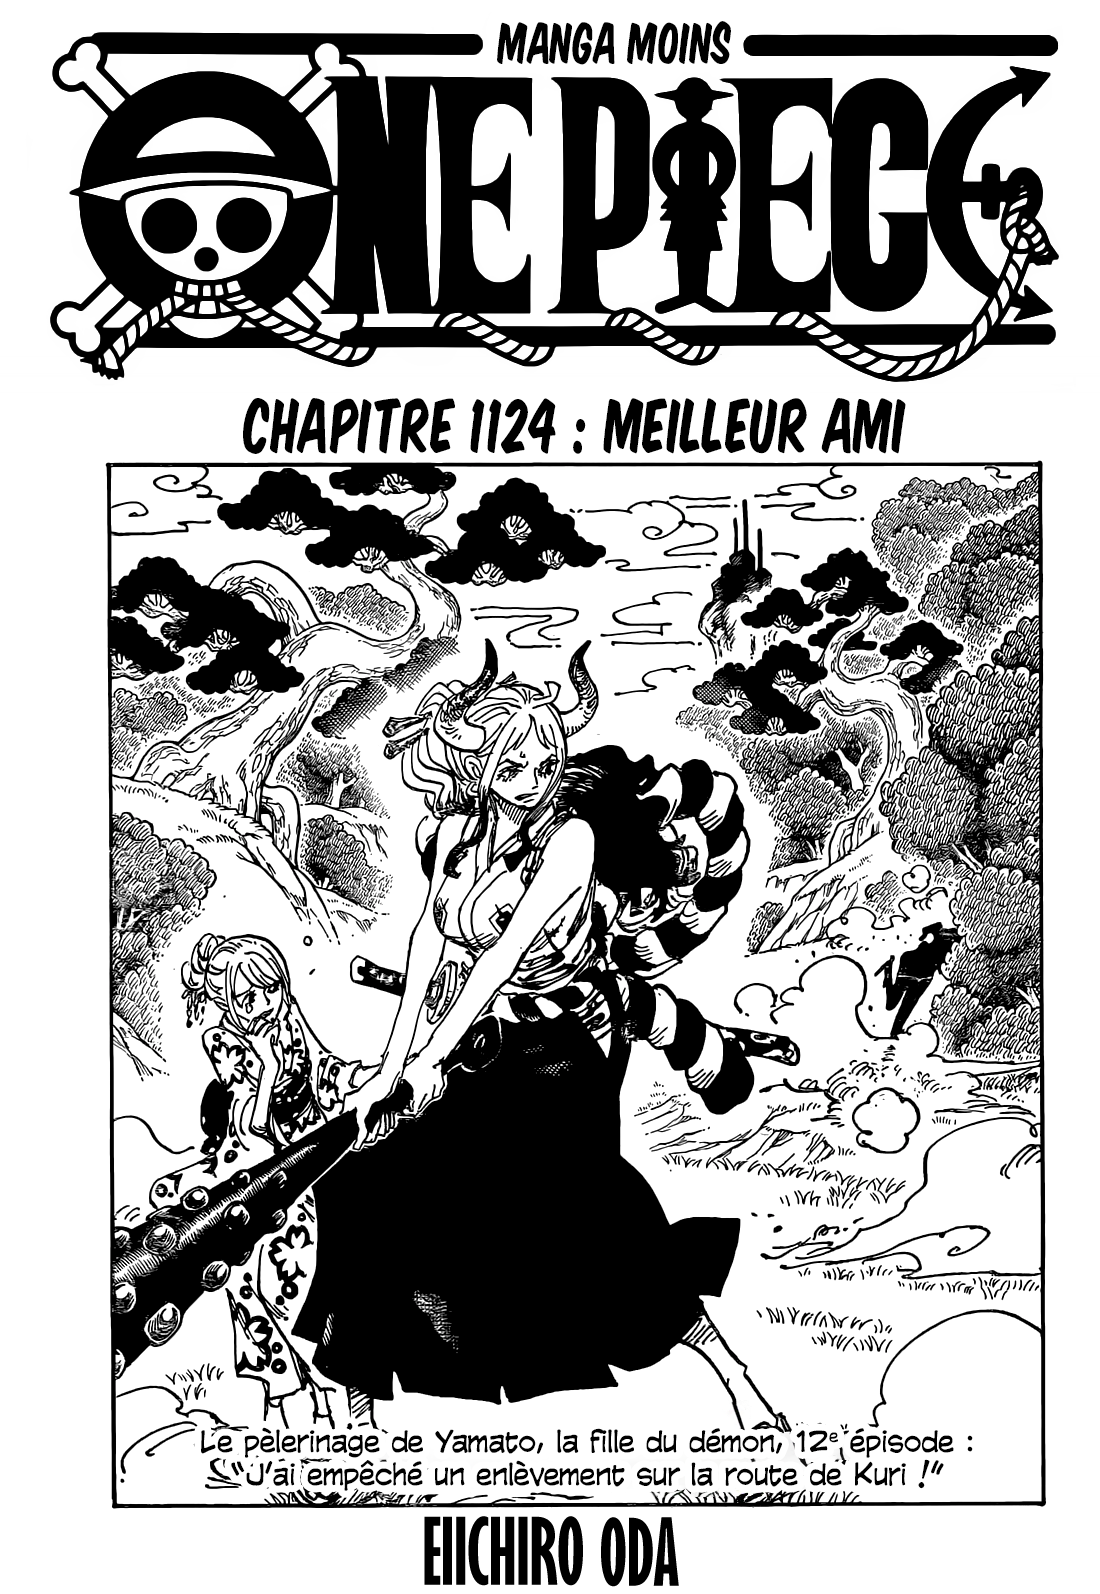 MANGA MOINS
ONE PIECE
CHAPITRE 1124 : MEILLEUR AMI
Le pèlerinage de Yamato, la fille du démon, 12e épisode :
"J'ai empêché un enlèvement sur la route de Kuri !"
EIICHIRO ODA